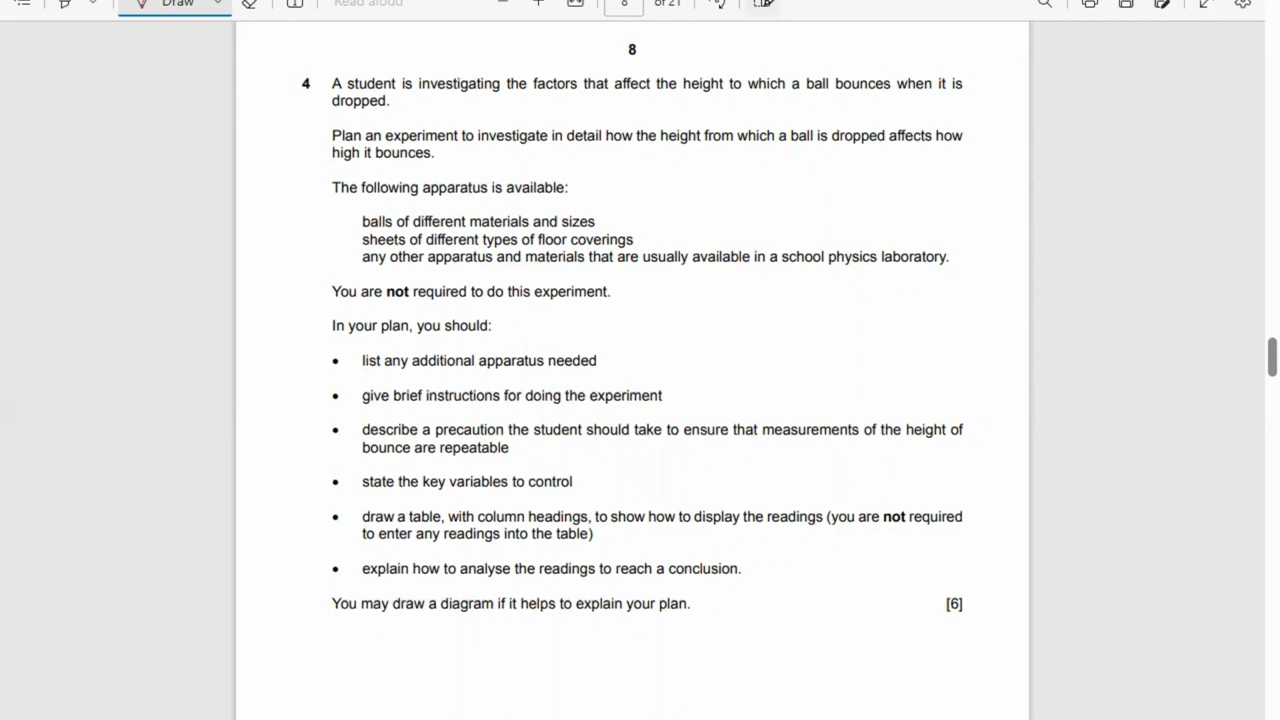 Draw
Read aloud
8
of 21
8
4 A student is investigating the factors that affect the height to which a ball bounces when it is
dropped.
Plan an experiment to investigate in detail how the height from which a ball is dropped affects how
high it bounces.
The following apparatus is available:
balls of different materials and sizes
sheets of different types of floor coverings
any other apparatus and materials that are usually available in a school physics laboratory.
You are not required to do this experiment.
In your plan, you should:
• list any additional apparatus needed
• give brief instructions for doing the experiment
• describe a precaution the student should take to ensure that measurements of the height of
bounce are repeatable
• state the key variables to control
• draw a table, with column headings, to show how to display the readings (you are not required
to enter any readings into the table)
• explain how to analyse the readings to reach a conclusion.
You may draw a diagram if it helps to explain your plan. [6]